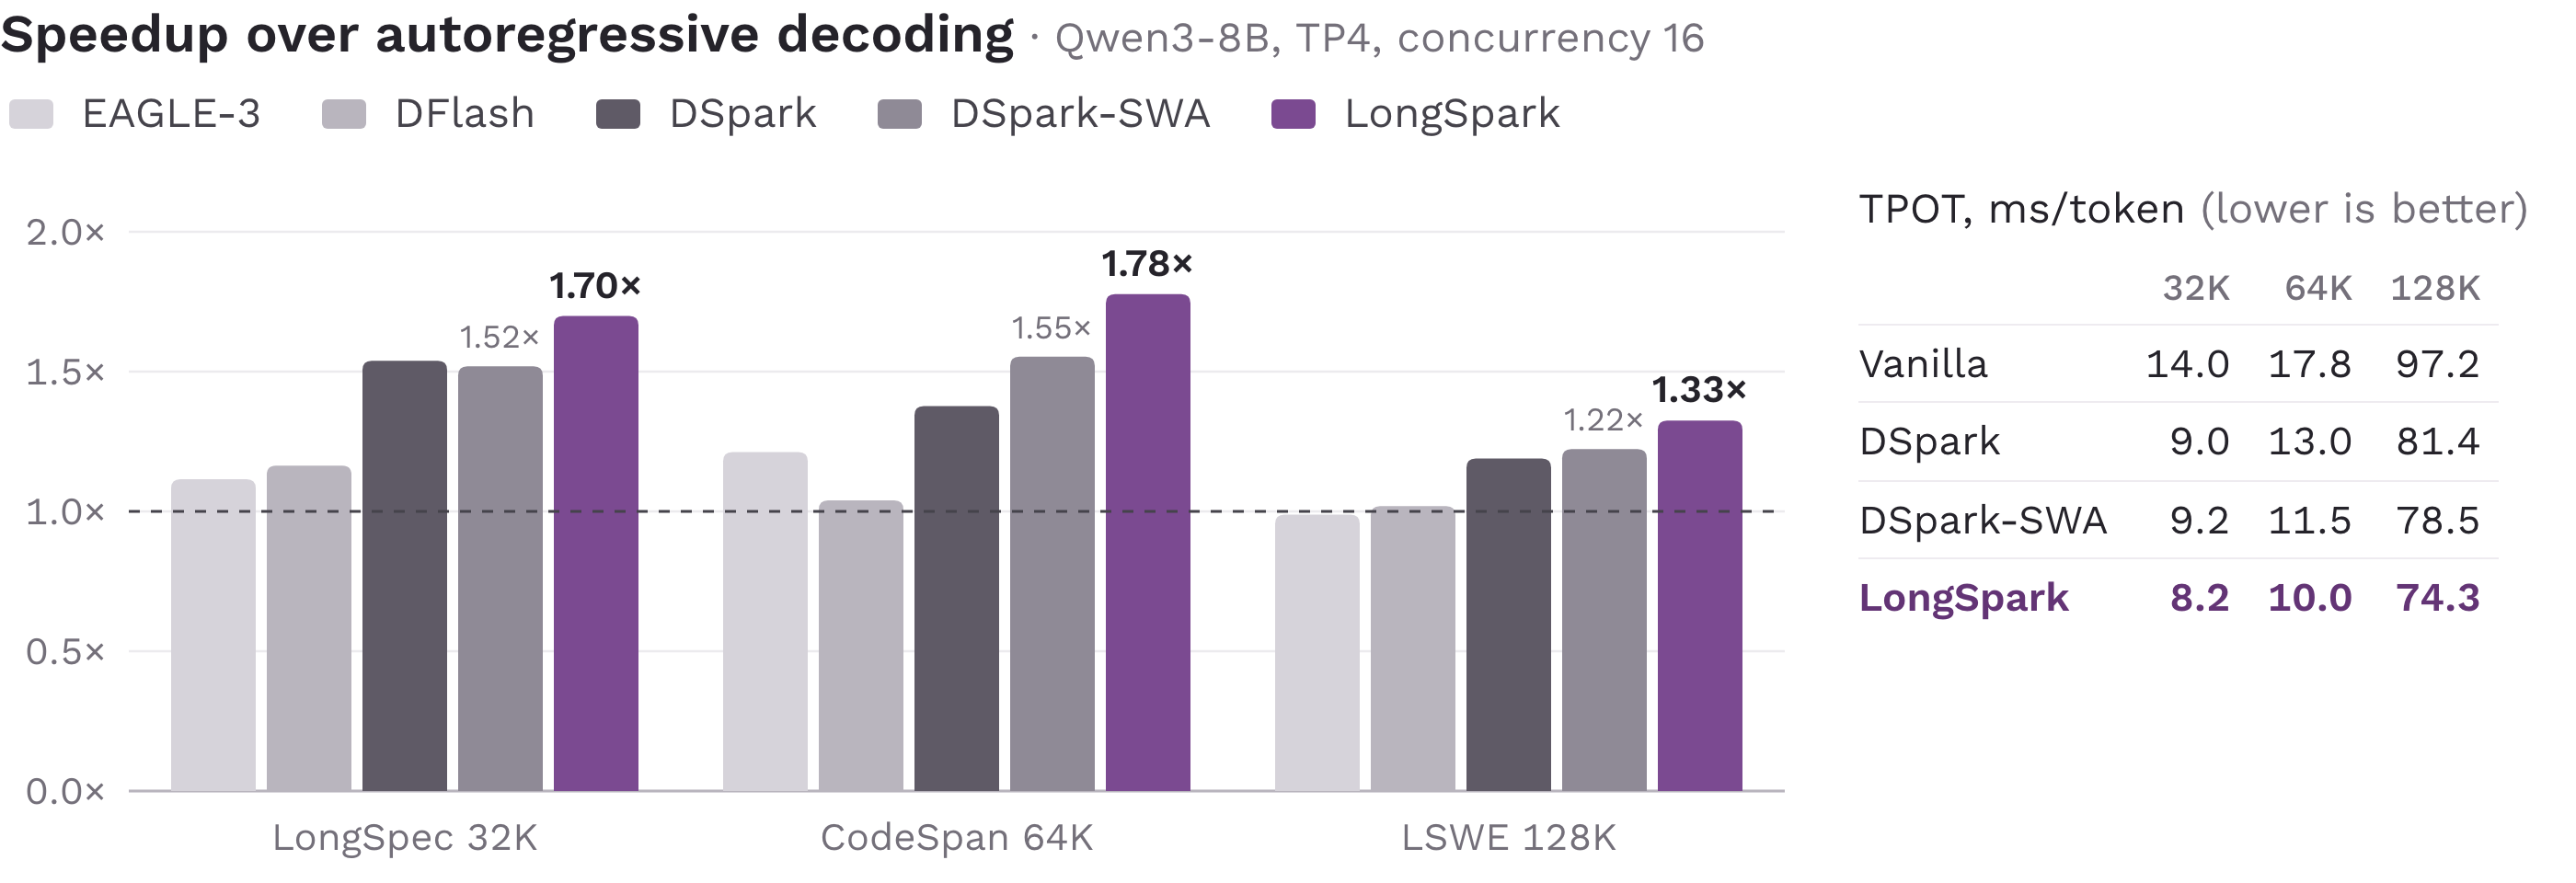 Speedup over autoregressive decoding · Qwen3-8B, TP4, concurrency 16
EAGLE-3 DFlash DSpark DSpark-SWA LongSpark
2.0×
1.5×
1.0×
0.5×
0.0×
1.52× 1.70×
1.55× 1.78×
1.22× 1.33×
LongSpec 32K CodeSpan 64K LSWE 128K
TPOT, ms/token (lower is better)
32K 64K 128K
Vanilla 14.0 17.8 97.2
DSpark 9.0 13.0 81.4
DSpark-SWA 9.2 11.5 78.5
LongSpark 8.2 10.0 74.3